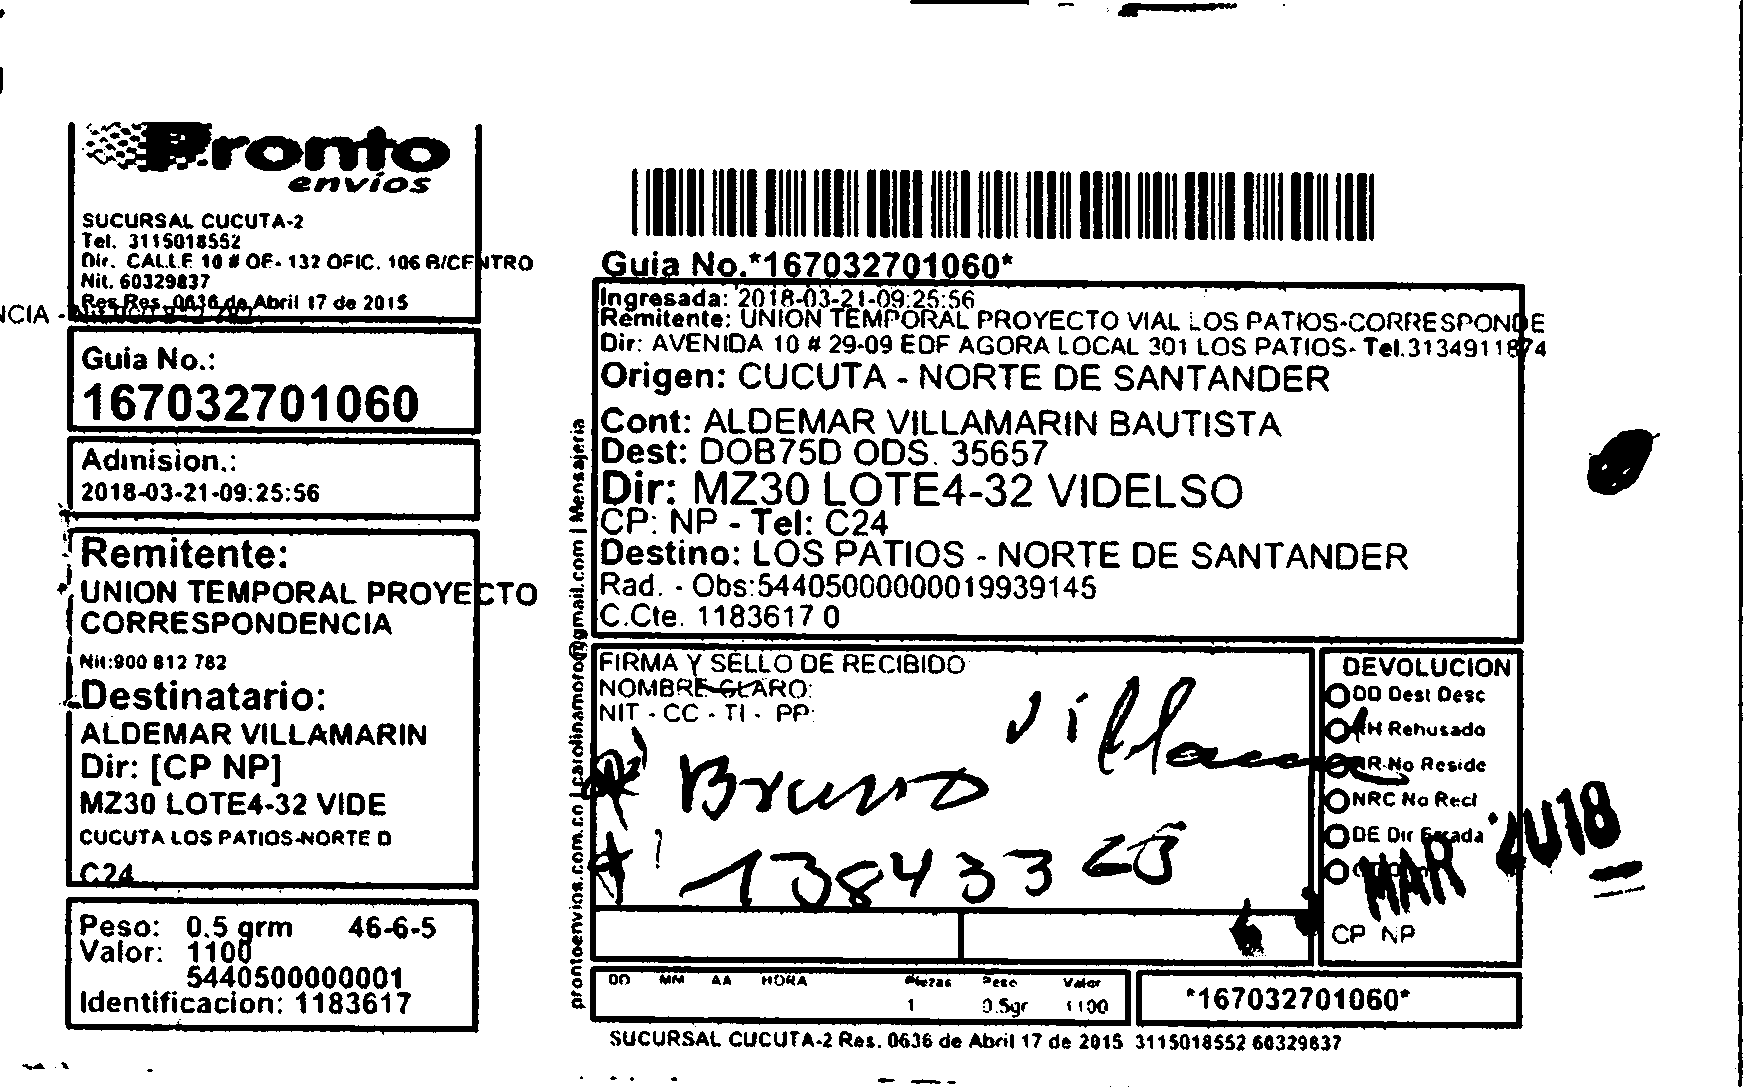 Pronto
envíos
SUCURSAL CUCUTA-2
Tel. 3115018552
Dir. CALLE 10 # OE- 132 OFIC. 106 B/CENTRO
Nit. 60329837
Res Res. 0636 de Abril 17 de 2015
NCIA -
Guia No.:
167032701060
Admision.:
2018-03-21-09:25:56
Remitente:
UNION TEMPORAL PROYECTO
CORRESPONDENCIA
Nit:900 812 782
Destinatario:
ALDEMAR VILLAMARIN
Dir: [CP NP]
MZ30 LOTE4-32 VIDE
CUCUTA LOS PATIOS-NORTE D
C24
Peso: 0.5 grm 46-6-5
Valor: 1100
5440500000001
Identificacion: 1183617
prontoenvios.com.co | carolinamoro@gmail.com | Mensajeria
Guia No.*167032701060*
Ingresada: 2018-03-21-09:25:56
Remitente: UNION TEMPORAL PROYECTO VIAL LOS PATIOS-CORRESPONDE
Dir: AVENIDA 10 # 29-09 EDF AGORA LOCAL 301 LOS PATIOS- Tel.3134911874
Origen: CUCUTA - NORTE DE SANTANDER
Cont: ALDEMAR VILLAMARIN BAUTISTA
Dest: DOB75D ODS. 35657
Dir: MZ30 LOTE4-32 VIDELSO
CP: NP - Tel: C24
Destino: LOS PATIOS - NORTE DE SANTANDER
Rad. - Obs:54405000000019939145
C.Cte. 1183617 0
FIRMA Y SELLO DE RECIBIDO
NOMBRE CLARO:
NIT - CC - TI - PP:
Bruno
138433
DEVOLUCION
DD Dest Desc
RH Rehusado
NR-No Reside
NRC No Recl
DE Dir Errada
MAR 2018
CP NP
DD MM AA HORA Piezas Peso Valor
1 0.5gr 1100
*167032701060*
SUCURSAL CUCUTA-2 Res. 0636 de Abril 17 de 2015 3115018552 60329837